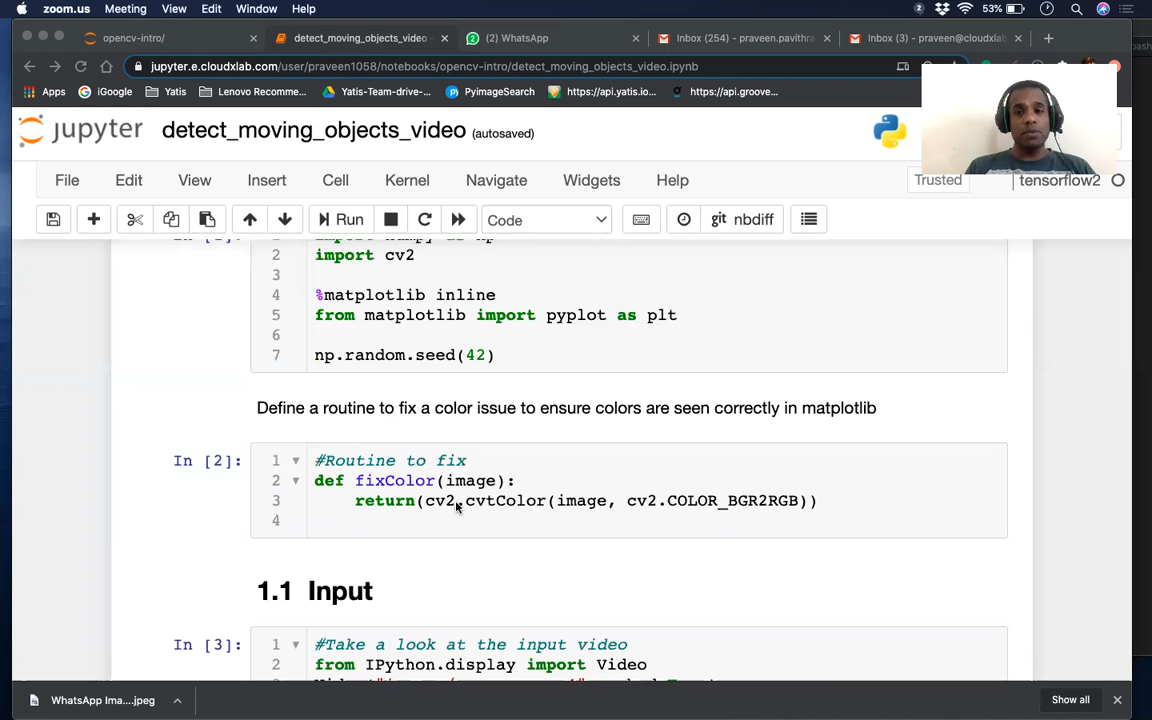 zoom.us Meeting View Edit Window Help 2 53%
opencv-intro/ detect_moving_objects_video (2) WhatsApp Inbox (254) - praveen.pavithra Inbox (3) - praveen@cloudxlab
jupyter.e.cloudxlab.com/user/praveen1058/notebooks/opencv-intro/detect_moving_objects_video.ipynb
Apps iGoogle Yatis Lenovo Recomme... Yatis-Team-drive-... PyimageSearch https://api.yatis.io... https://api.groove...
jupyter detect_moving_objects_video (autosaved)
File Edit View Insert Cell Kernel Navigate Widgets Help Trusted tensorflow2
Run Code git nbdiff
import numpy as np
2 import cv2
3
4 %matplotlib inline
5 from matplotlib import pyplot as plt
6
7 np.random.seed(42)
Define a routine to fix a color issue to ensure colors are seen correctly in matplotlib
In [2]: 1 #Routine to fix
2 def fixColor(image):
3 return(cv2.cvtColor(image, cv2.COLOR_BGR2RGB))
4
1.1 Input
In [3]: 1 #Take a look at the input video
2 from IPython.display import Video
WhatsApp Ima....jpeg Show all